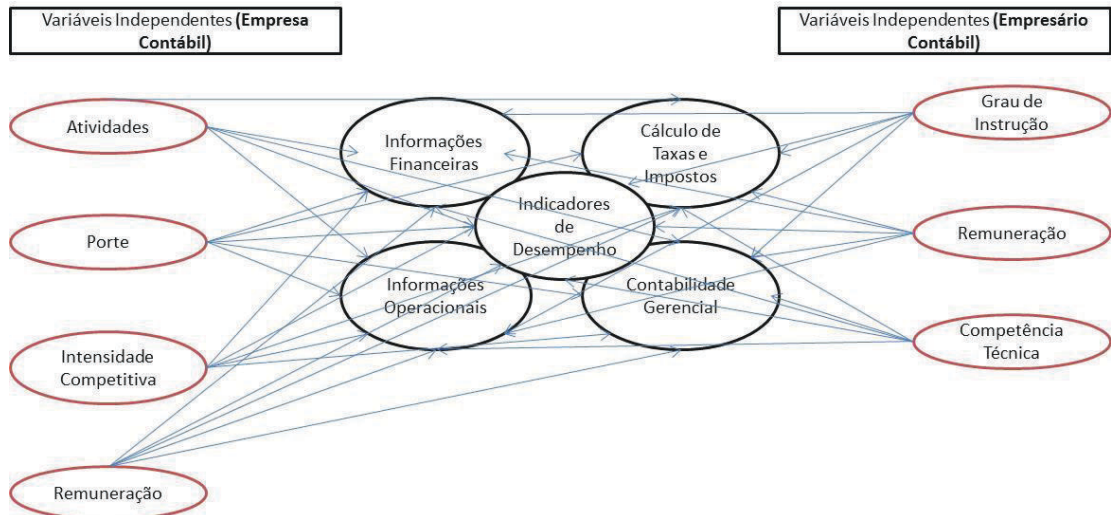 Variáveis Independentes (Empresa
Contábil)
Variáveis Independentes (Empresário
Contábil)
Atividades
Porte
Intensidade
Competitiva
Remuneração
Informações
Financeiras
Cálculo de
Taxas e
Impostos
Indicadores
de
Desempenho
Informações
Operacionais
Contabilidade
Gerencial
Grau de
Instrução
Remuneração
Competência
Técnica